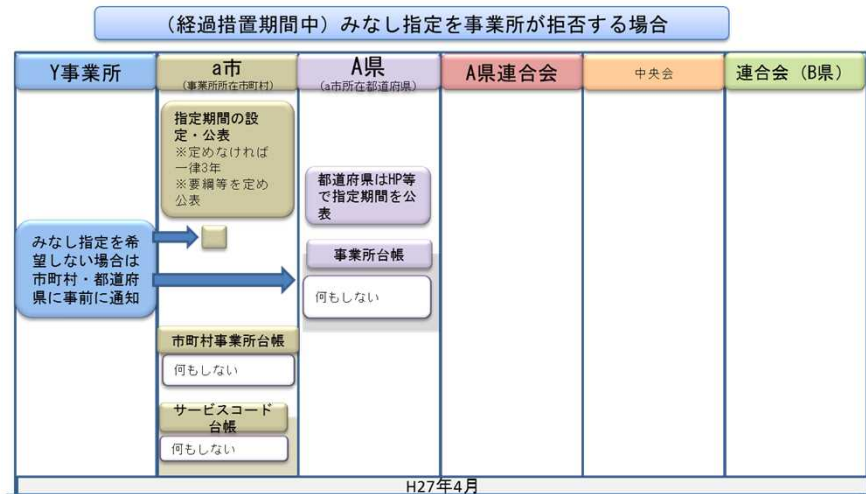 （経過措置期間中）みなし指定を事業所が拒否する場合
Y事業所
a市
（事業所所在市町村）
A県
（a市所在都道府県）
A県連合会
中央会
連合会（B県）
指定期間の設
定・公表
※定めなければ
一律3年
※要綱等を定め
公表
都道府県はHP等
で指定期間を公
表
みなし指定を希
望しない場合は
市町村・都道府
県に事前に通知
事業所台帳
何もしない
市町村事業所台帳
何もしない
サービスコード
台帳
何もしない
H27年4月